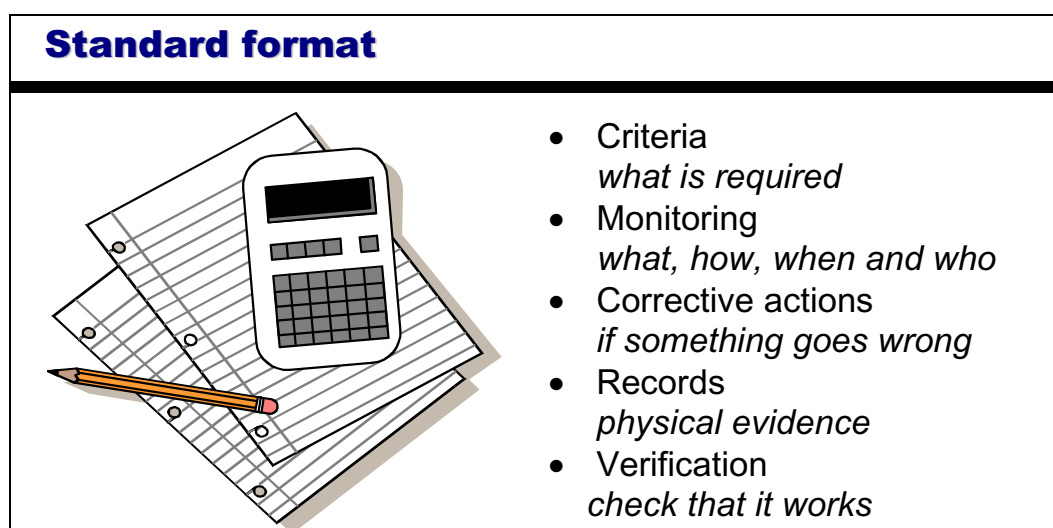 Standard format
• Criteria
what is required
• Monitoring
what, how, when and who
• Corrective actions
if something goes wrong
• Records
physical evidence
• Verification
check that it works